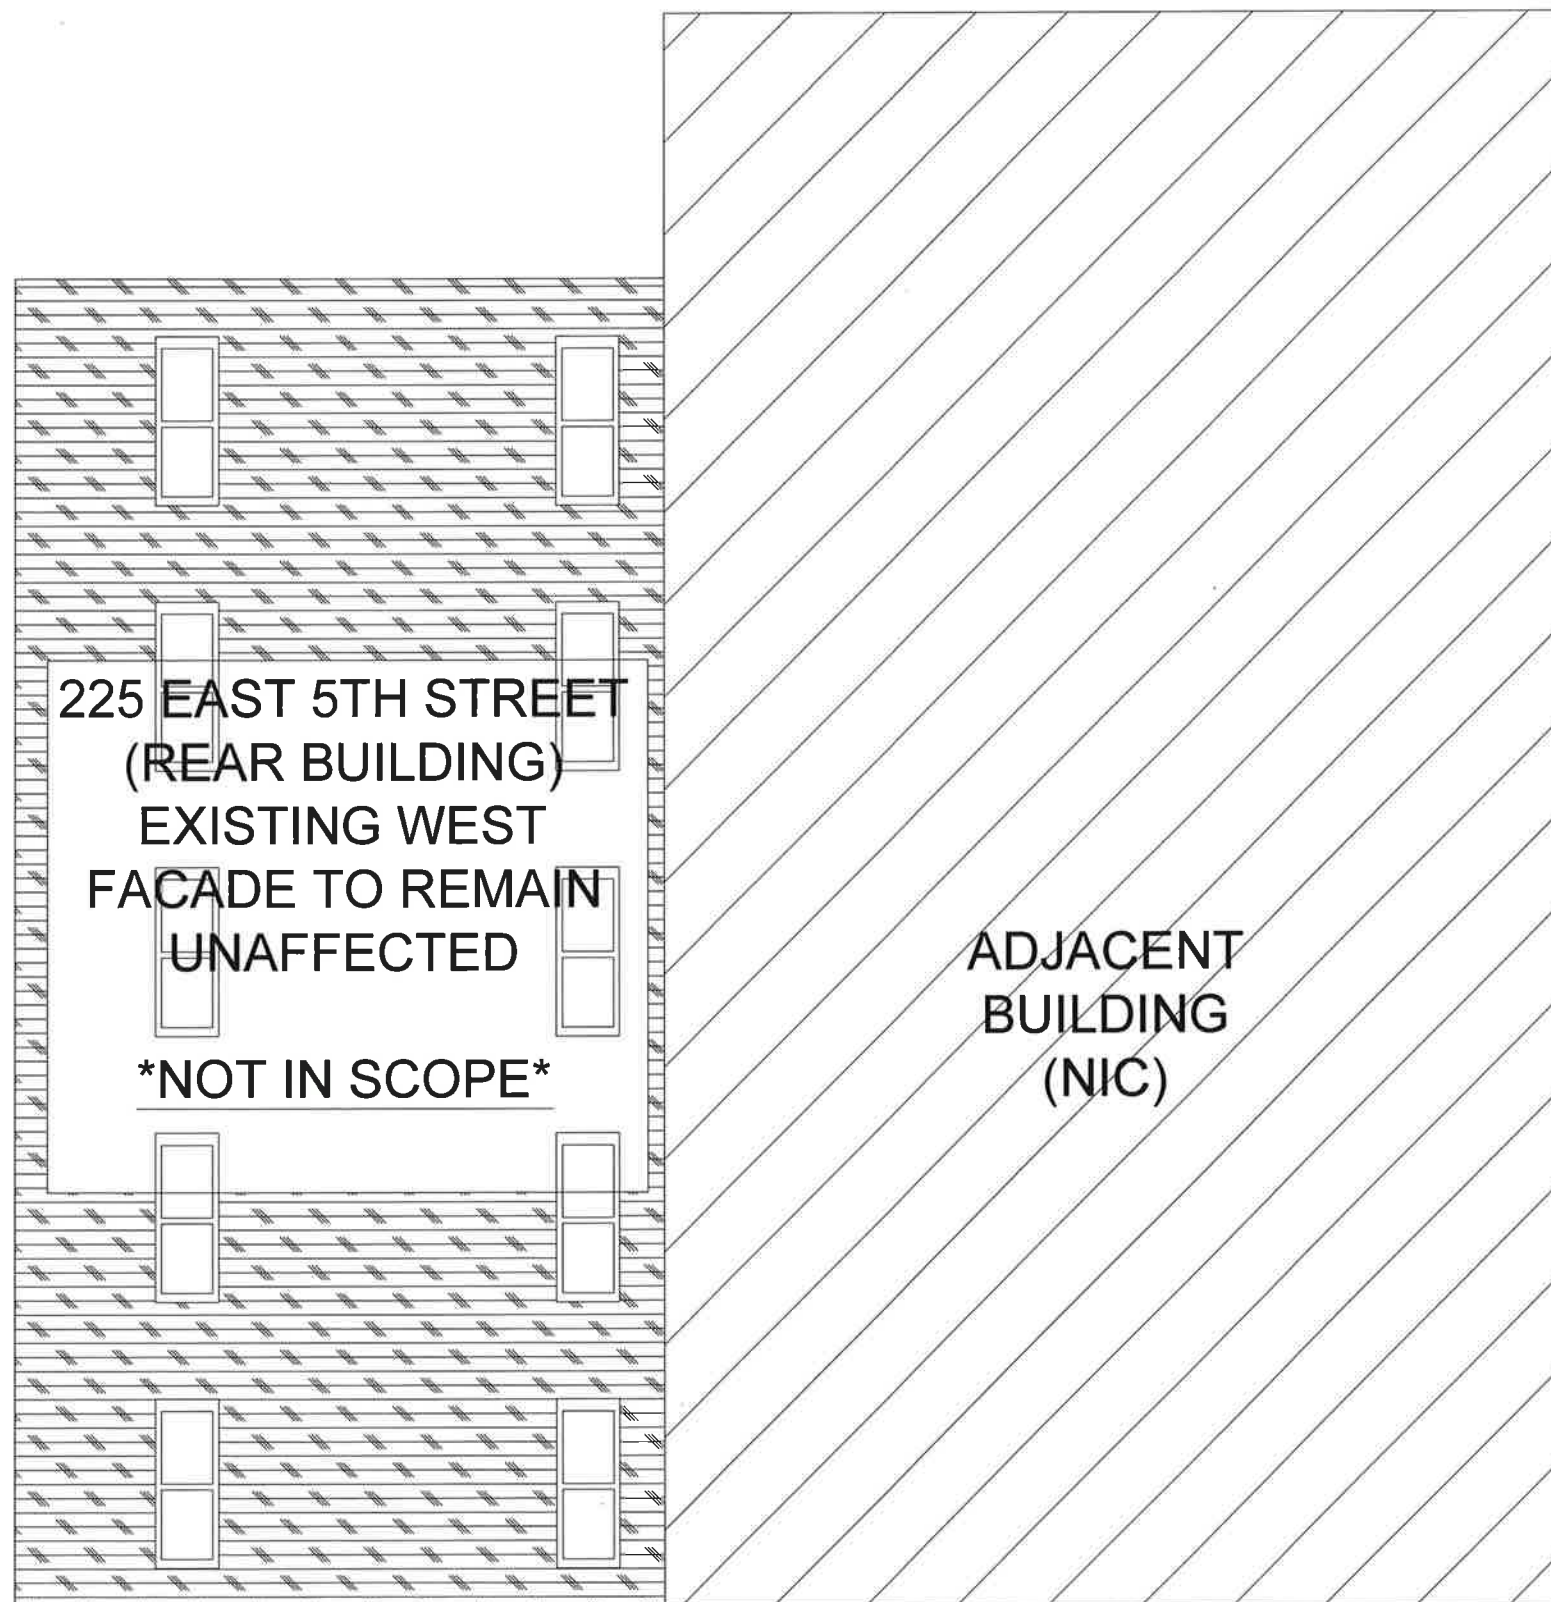 225 EAST 5TH STREET
(REAR BUILDING)
EXISTING WEST
FACADE TO REMAIN
UNAFFECTED
*NOT IN SCOPE*
ADJACENT
BUILDING
(NIC)